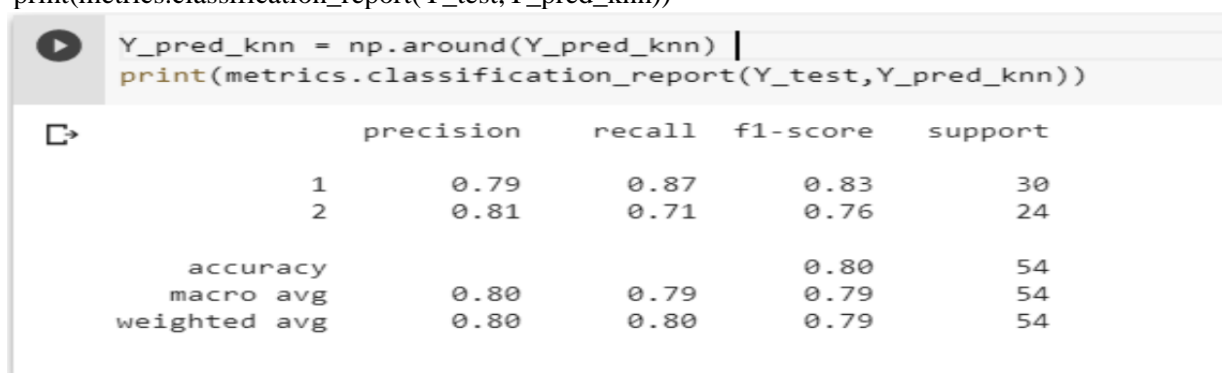 print(metrics.classification_report(Y_test,Y_pred_knn))
Y_pred_knn = np.around(Y_pred_knn)
print(metrics.classification_report(Y_test,Y_pred_knn))
precision recall f1-score support
1 0.79 0.87 0.83 30
2 0.81 0.71 0.76 24
accuracy 0.80 54
macro avg 0.80 0.79 0.79 54
weighted avg 0.80 0.80 0.79 54